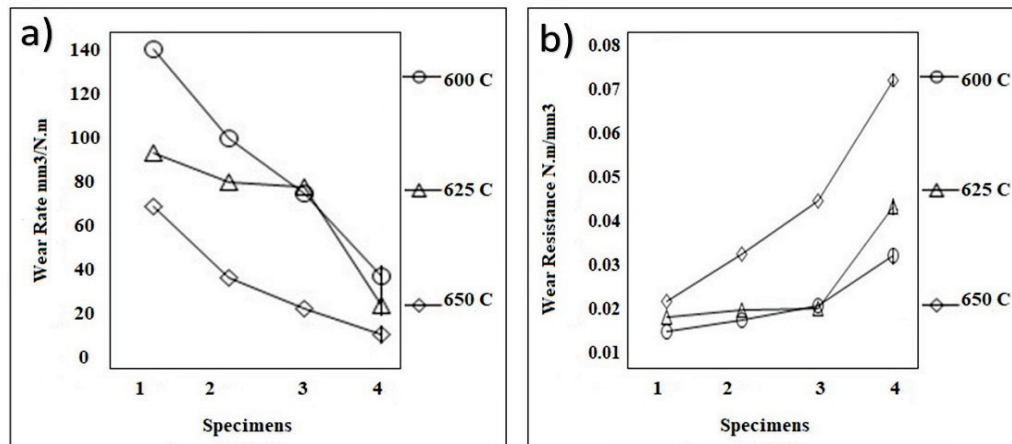 a)
Wear Rate mm3/N.m
140
120
100
80
60
40
20
0
1 2 3 4
Specimens
600 C
625 C
650 C
b)
Wear Resistance N.m/mm3
0.08
0.07
0.06
0.05
0.04
0.03
0.02
0.01
1 2 3 4
Specimens
600 C
625 C
650 C